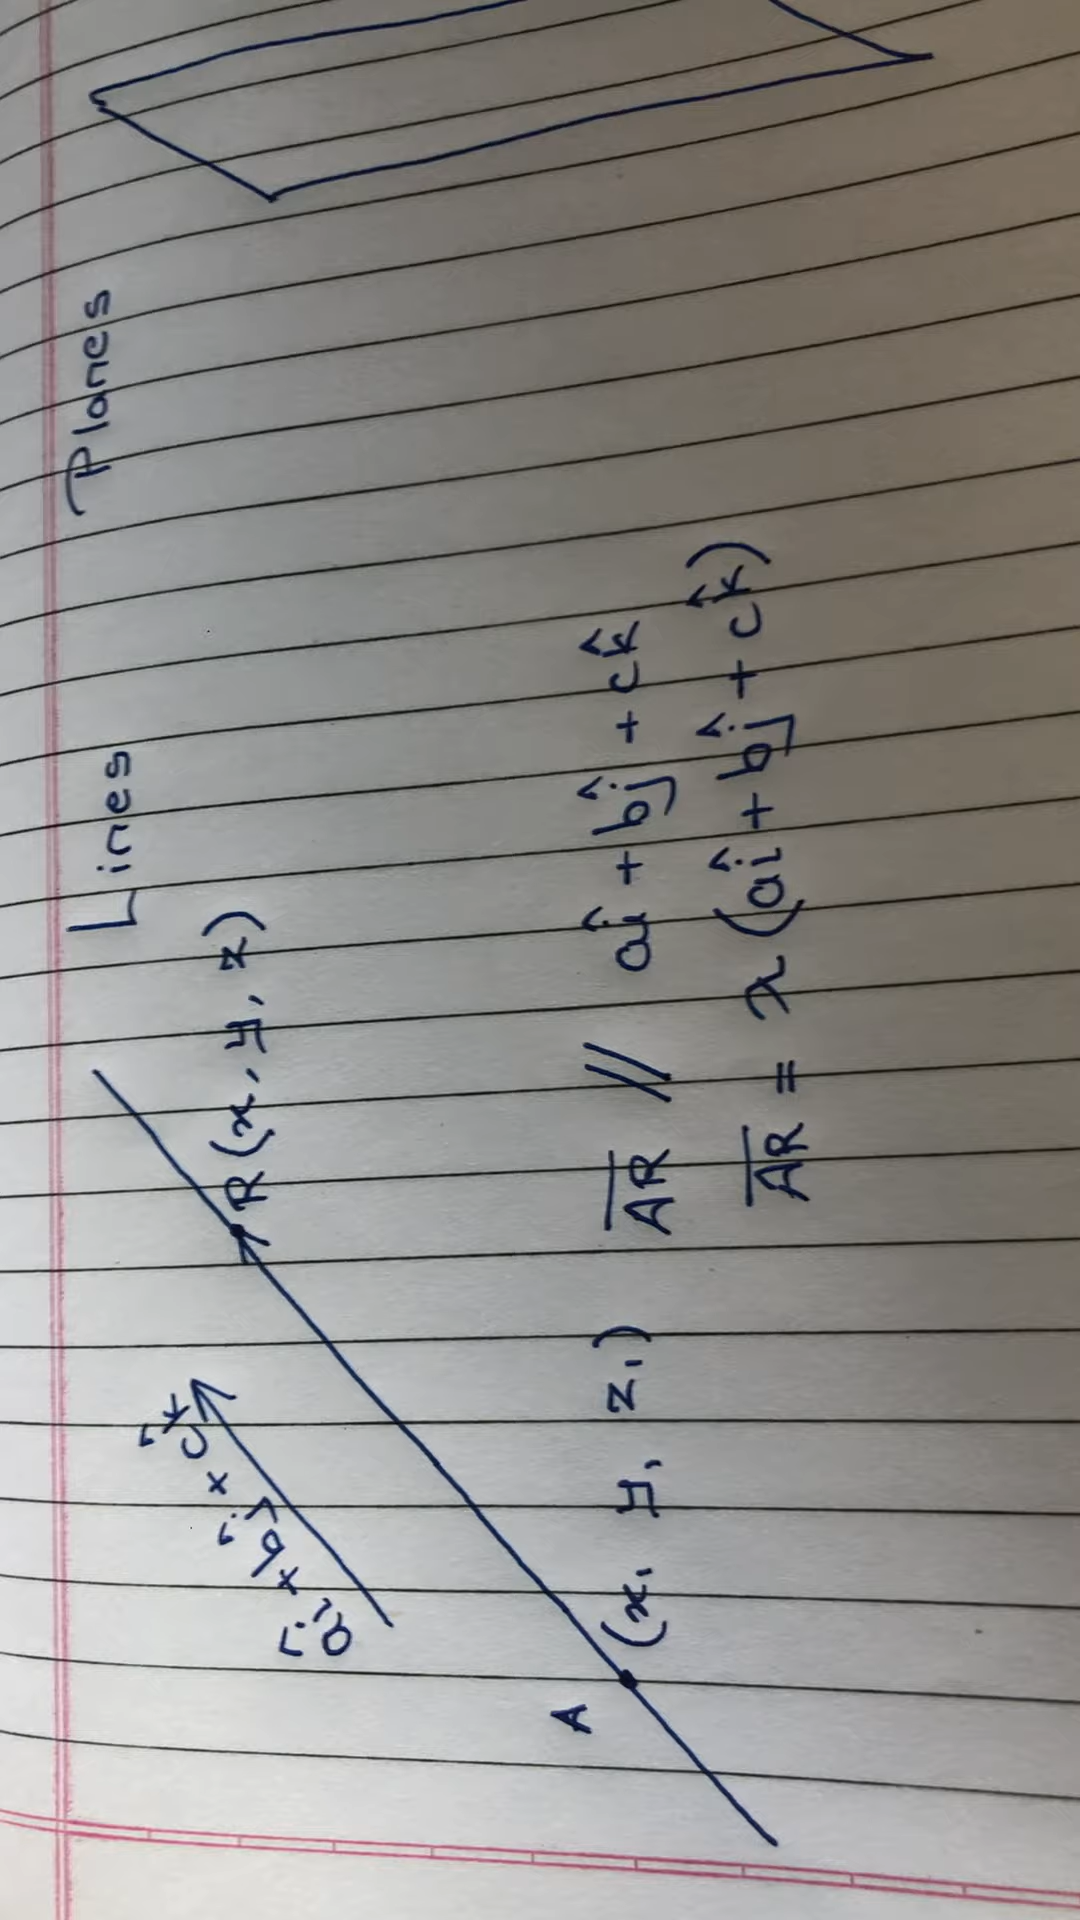 Lines Planes
R (x, y, z)
aî + bĵ + ck̂
A (x₁ y₁ z₁)
AR // aî + bĵ + ck̂
AR = λ (aî + bĵ + ck̂)